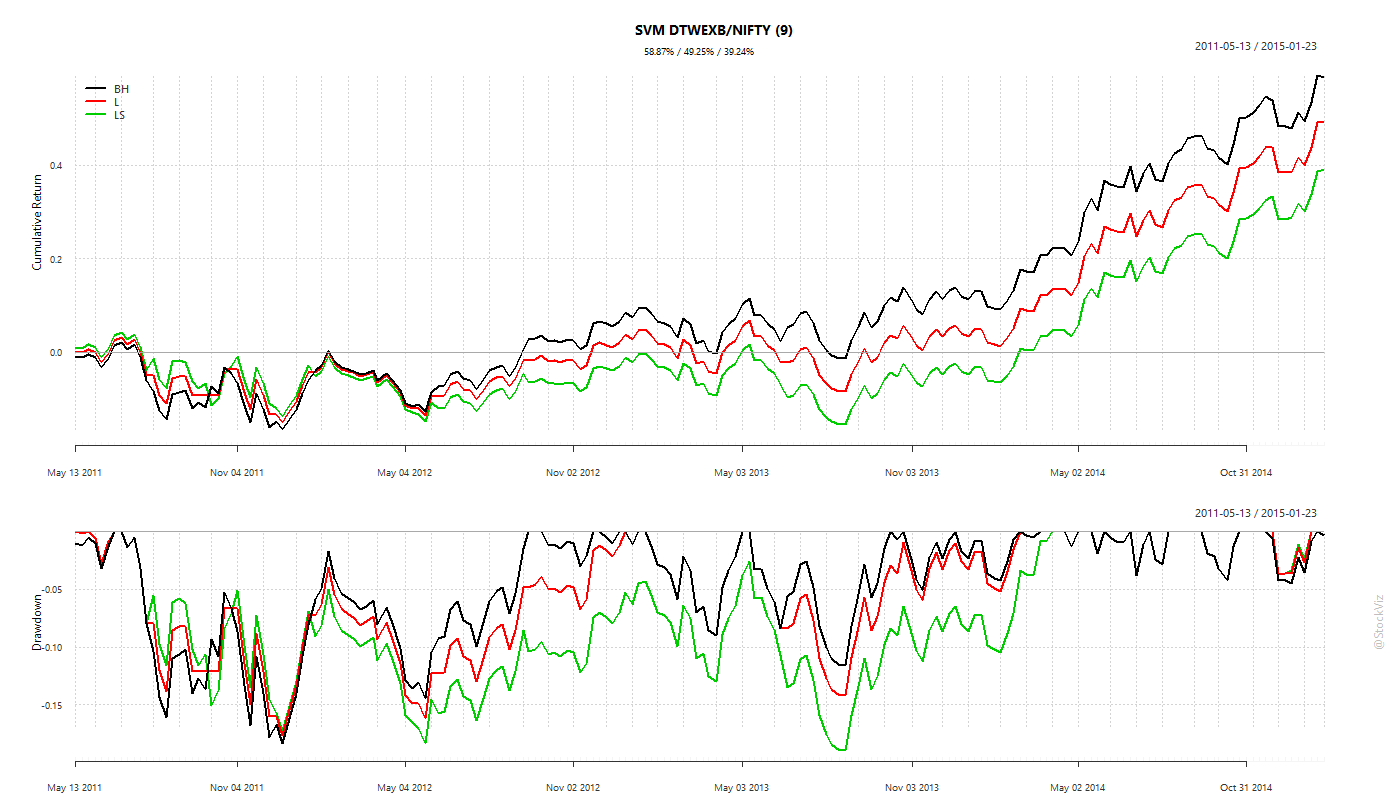 SVM DTWEXB/NIFTY (9)
58.87% / 49.25% / 39.24%
2011-05-13 / 2015-01-23
BH
L
LS
Cumulative Return
0.4
0.2
0.0
May 13 2011
Nov 04 2011
May 04 2012
Nov 02 2012
May 03 2013
Nov 03 2013
May 02 2014
Oct 31 2014
2011-05-13 / 2015-01-23
Drawdown
-0.05
-0.10
-0.15
May 13 2011
Nov 04 2011
May 04 2012
Nov 02 2012
May 03 2013
Nov 03 2013
May 02 2014
Oct 31 2014
@StockViz